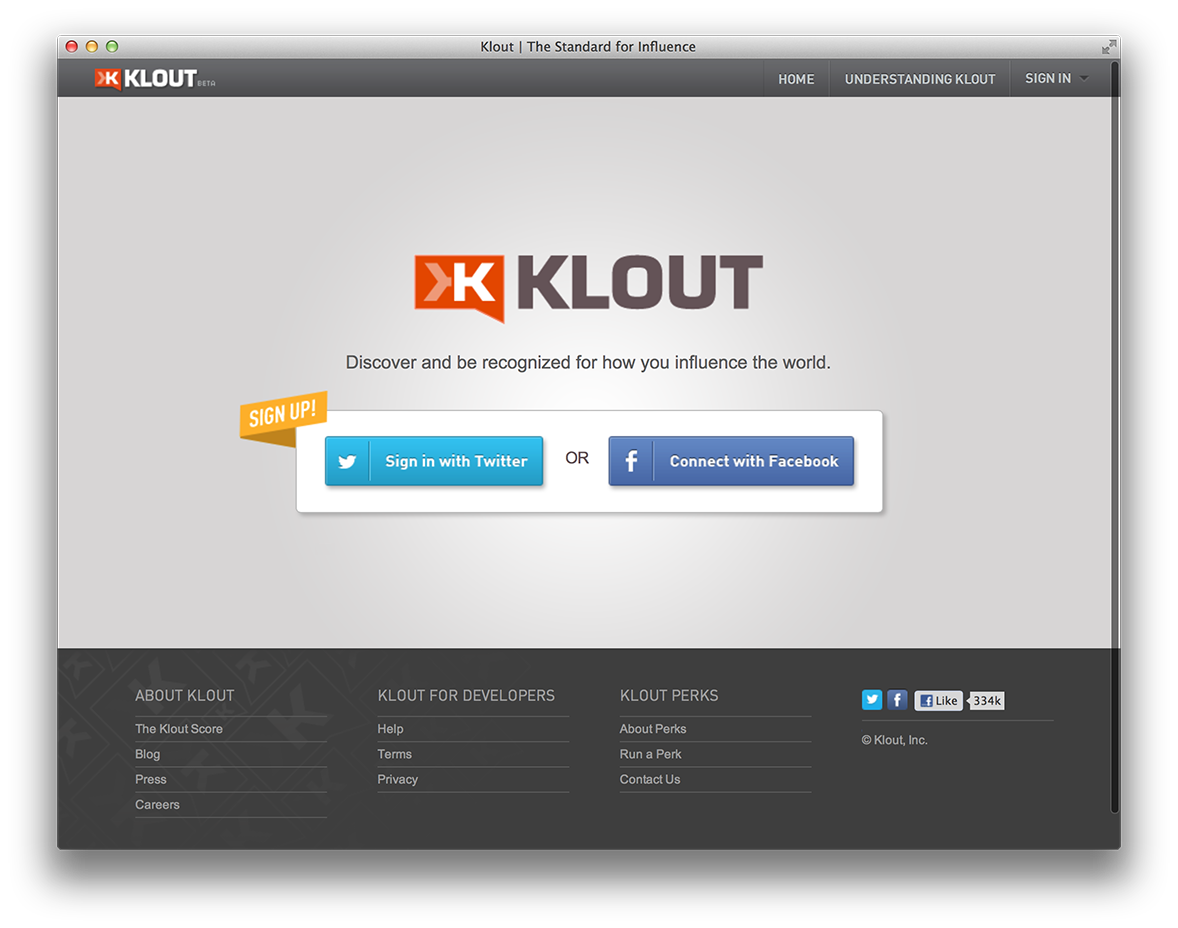 Klout | The Standard for Influence
KLOUT BETA
HOME UNDERSTANDING KLOUT SIGN IN
KLOUT
Discover and be recognized for how you influence the world.
SIGN UP!
Sign in with Twitter OR Connect with Facebook
ABOUT KLOUT
The Klout Score
Blog
Press
Careers
KLOUT FOR DEVELOPERS
Help
Terms
Privacy
KLOUT PERKS
About Perks
Run a Perk
Contact Us
Like 334k
© Klout, Inc.